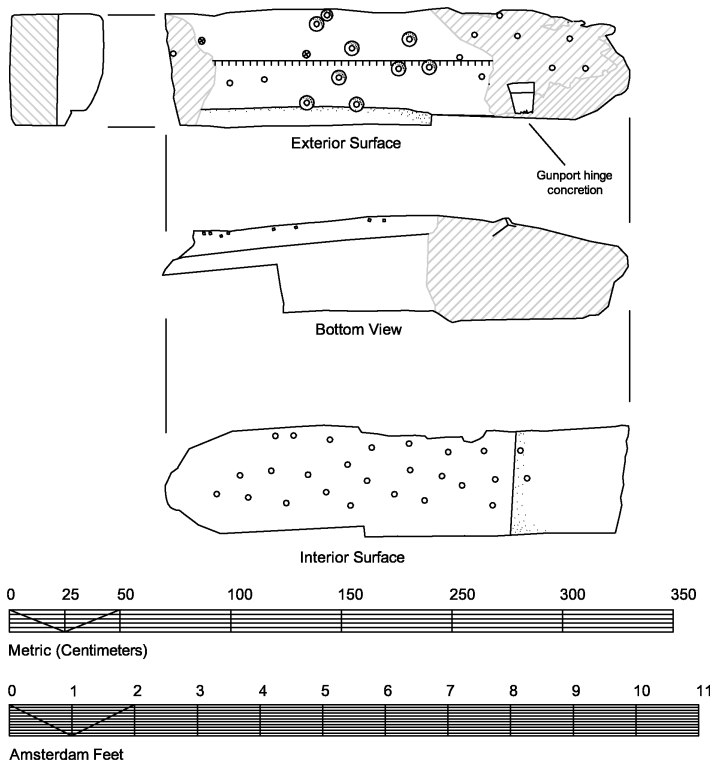 Exterior Surface
Gunport hinge
concretion
Bottom View
Interior Surface
0 25 50 100 150 250 300 350
Metric (Centimeters)
0 1 2 3 4 5 6 7 8 9 10 11
Amsterdam Feet